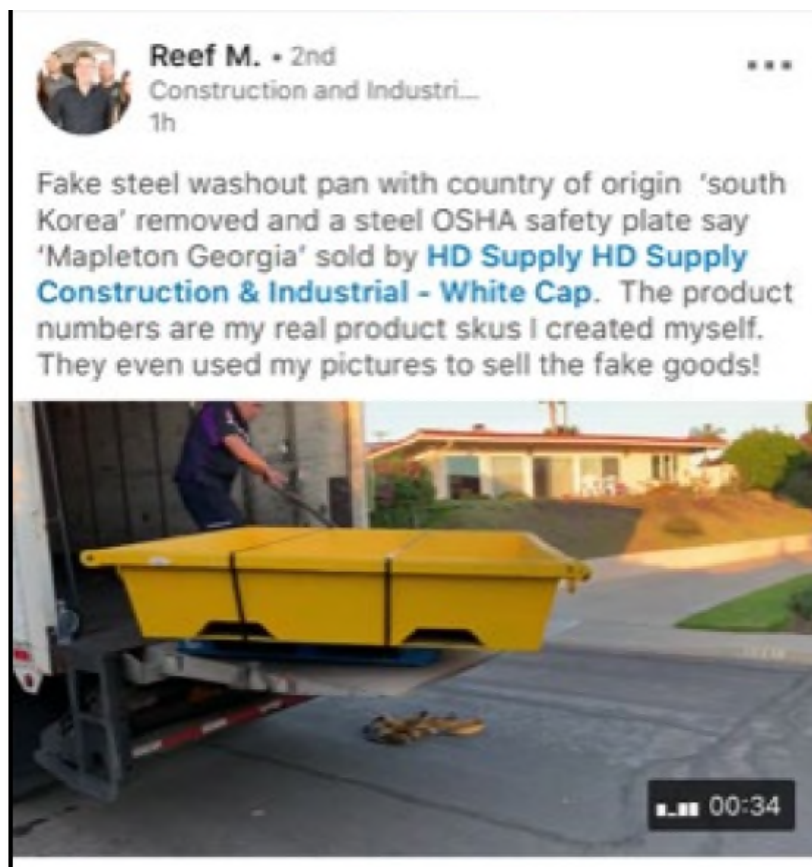 Reef M. • 2nd
Construction and Industri...
1h
Fake steel washout pan with country of origin 'south
Korea' removed and a steel OSHA safety plate say
'Mapleton Georgia' sold by HD Supply HD Supply
Construction & Industrial - White Cap. The product
numbers are my real product skus I created myself.
They even used my pictures to sell the fake goods!
00:34